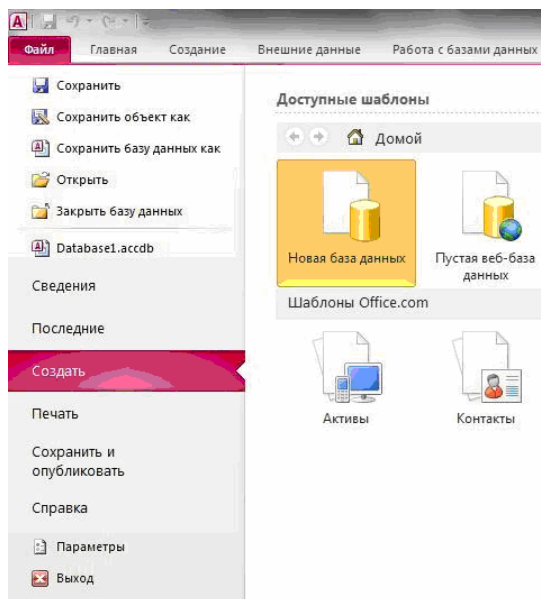 A
Файл Главная Создание Внешние данные Работа с базами данных
Сохранить
Сохранить объект как
Сохранить базу данных как
Открыть
Закрыть базу данных
Database1.accdb
Сведения
Последние
Создать
Печать
Сохранить и
опубликовать
Справка
Параметры
Выход
Доступные шаблоны
Домой
Новая база данных
Пустая веб-база
данных
Шаблоны Office.com
Активы
Контакты